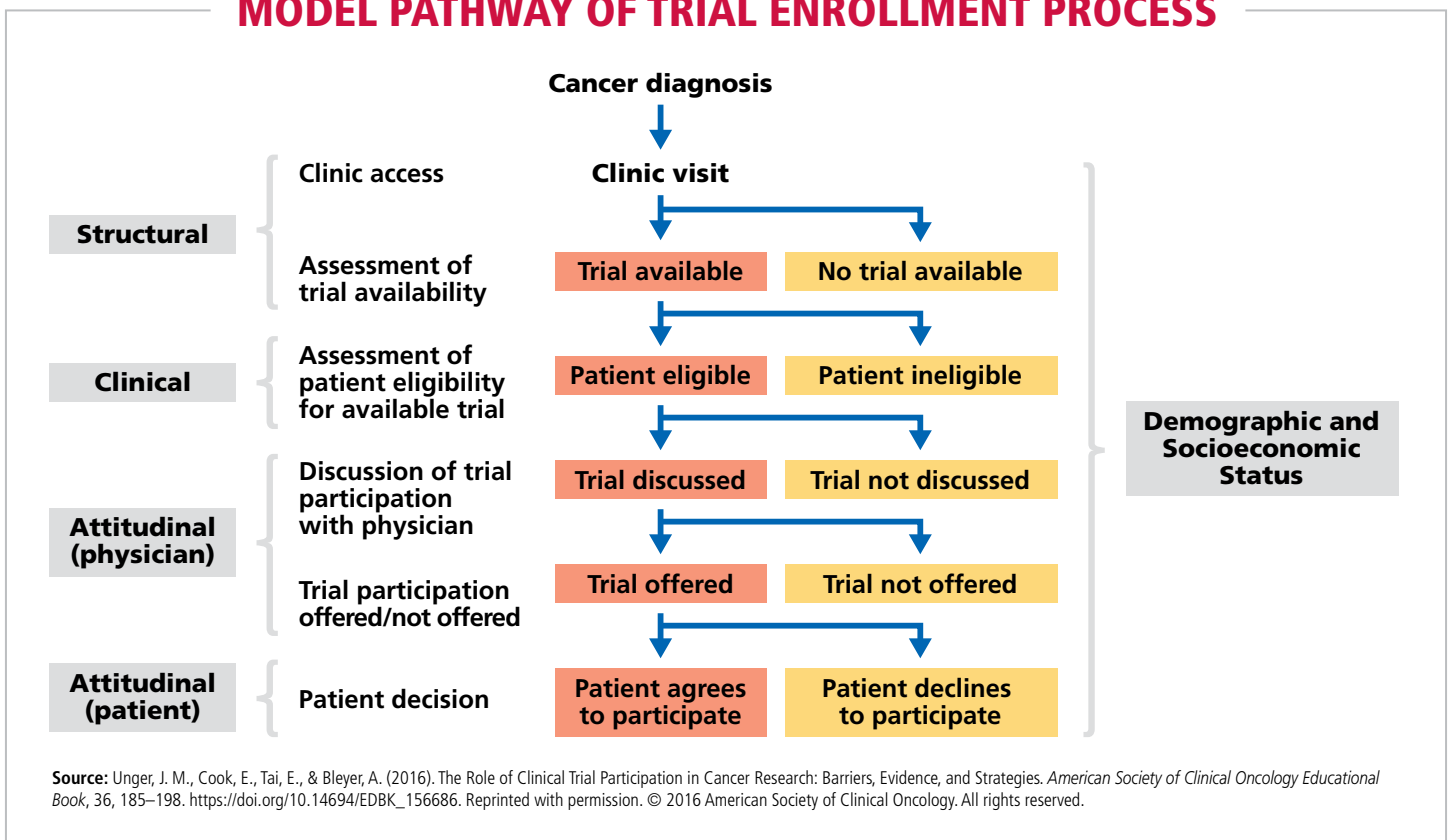 MODEL PATHWAY OF TRIAL ENROLLMENT PROCESS
Cancer diagnosis
Structural
Clinic access
Clinic visit
Assessment of
trial availability
Trial available
No trial available
Clinical
Assessment of
patient eligibility
for available trial
Patient eligible
Patient ineligible
Attitudinal
(physician)
Discussion of trial
participation
with physician
Trial discussed
Trial not discussed
Trial participation
offered/not offered
Trial offered
Trial not offered
Attitudinal
(patient)
Patient decision
Patient agrees
to participate
Patient declines
to participate
Demographic and
Socioeconomic
Status
Source: Unger, J. M., Cook, E., Tai, E., & Bleyer, A. (2016). The Role of Clinical Trial Participation in Cancer Research: Barriers, Evidence, and Strategies. American Society of Clinical Oncology Educational
Book, 36, 185–198. https://doi.org/10.14694/EDBK_156686. Reprinted with permission. © 2016 American Society of Clinical Oncology. All rights reserved.